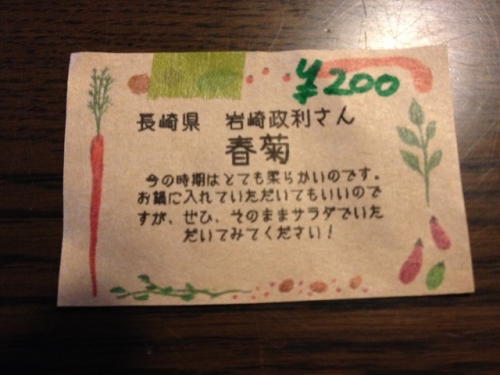 ¥200
長崎県　岩崎政利さん
春菊
今の時期はとても柔らかいのです。
お鍋に入れていただいてもいいので
すが、ぜひ、そのままサラダでいた
だいてみてください！